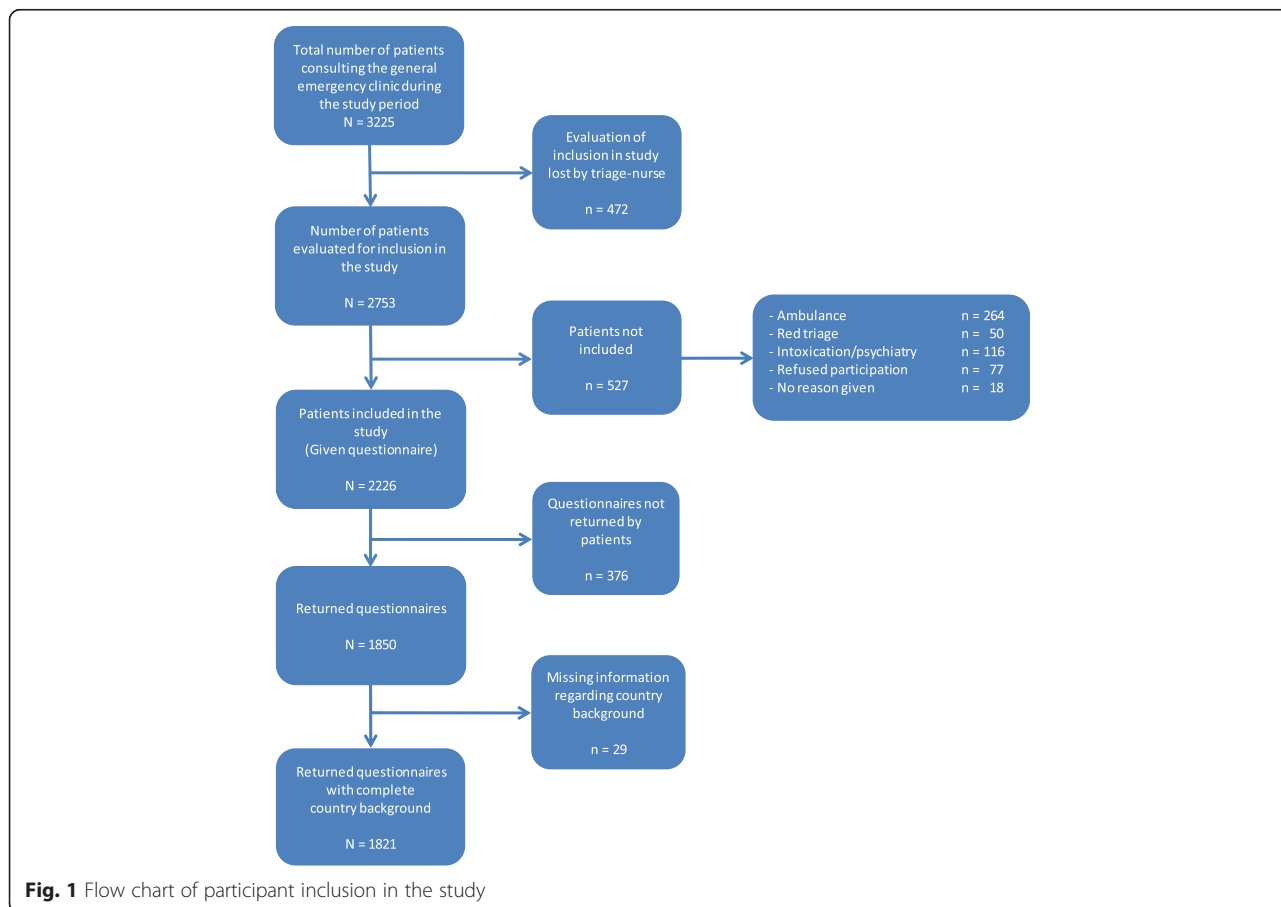 Total number of patients
consulting the general
emergency clinic during
the study period
N = 3225
Evaluation of
inclusion in study
lost by triage-nurse
n = 472
Number of patients
evaluated for inclusion in
the study
N = 2753
Patients not
included
n = 527
- Ambulance n = 264
- Red triage n = 50
- Intoxication/psychiatry n = 116
- Refused participation n = 77
- No reason given n = 18
Patients included in the
study
(Given questionnaire)
N = 2226
Questionnaires not
returned by
patients
n = 376
Returned questionnaires
N = 1850
Missing information
regarding country
background
n = 29
Returned questionnaires
with complete
country background
N = 1821
Fig. 1 Flow chart of participant inclusion in the study